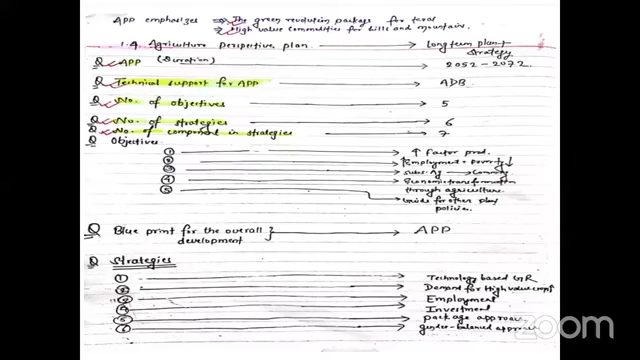 APP emphasizes ⇒ The green revolution package for tarai
⇒ High value commodities for hills and mountains.
1.4 Agriculture Perspective plan → long term plan + strategy
Q APP (Duration) → 2052 - 2072
Q Technical support for APP → ADB
Q No. of objectives → 5
Q No. of strategies → 6
Q No. of component in strategies → 7
Q Objectives
① → ↑ Factor prod.
② → ↑ Employment + Poverty ↓
③ → Subs. Ag → Comm
④ → Economic transformation through agriculture.
⑤ → Guide for other plan policies.
Q Blue print for the overall development } → APP
Q Strategies
① → Technology based GR
② → Demand for High value crops
③ → Employment
④ → Investment
⑤ → package approach
⑥ → gender-balanced approach
zoom